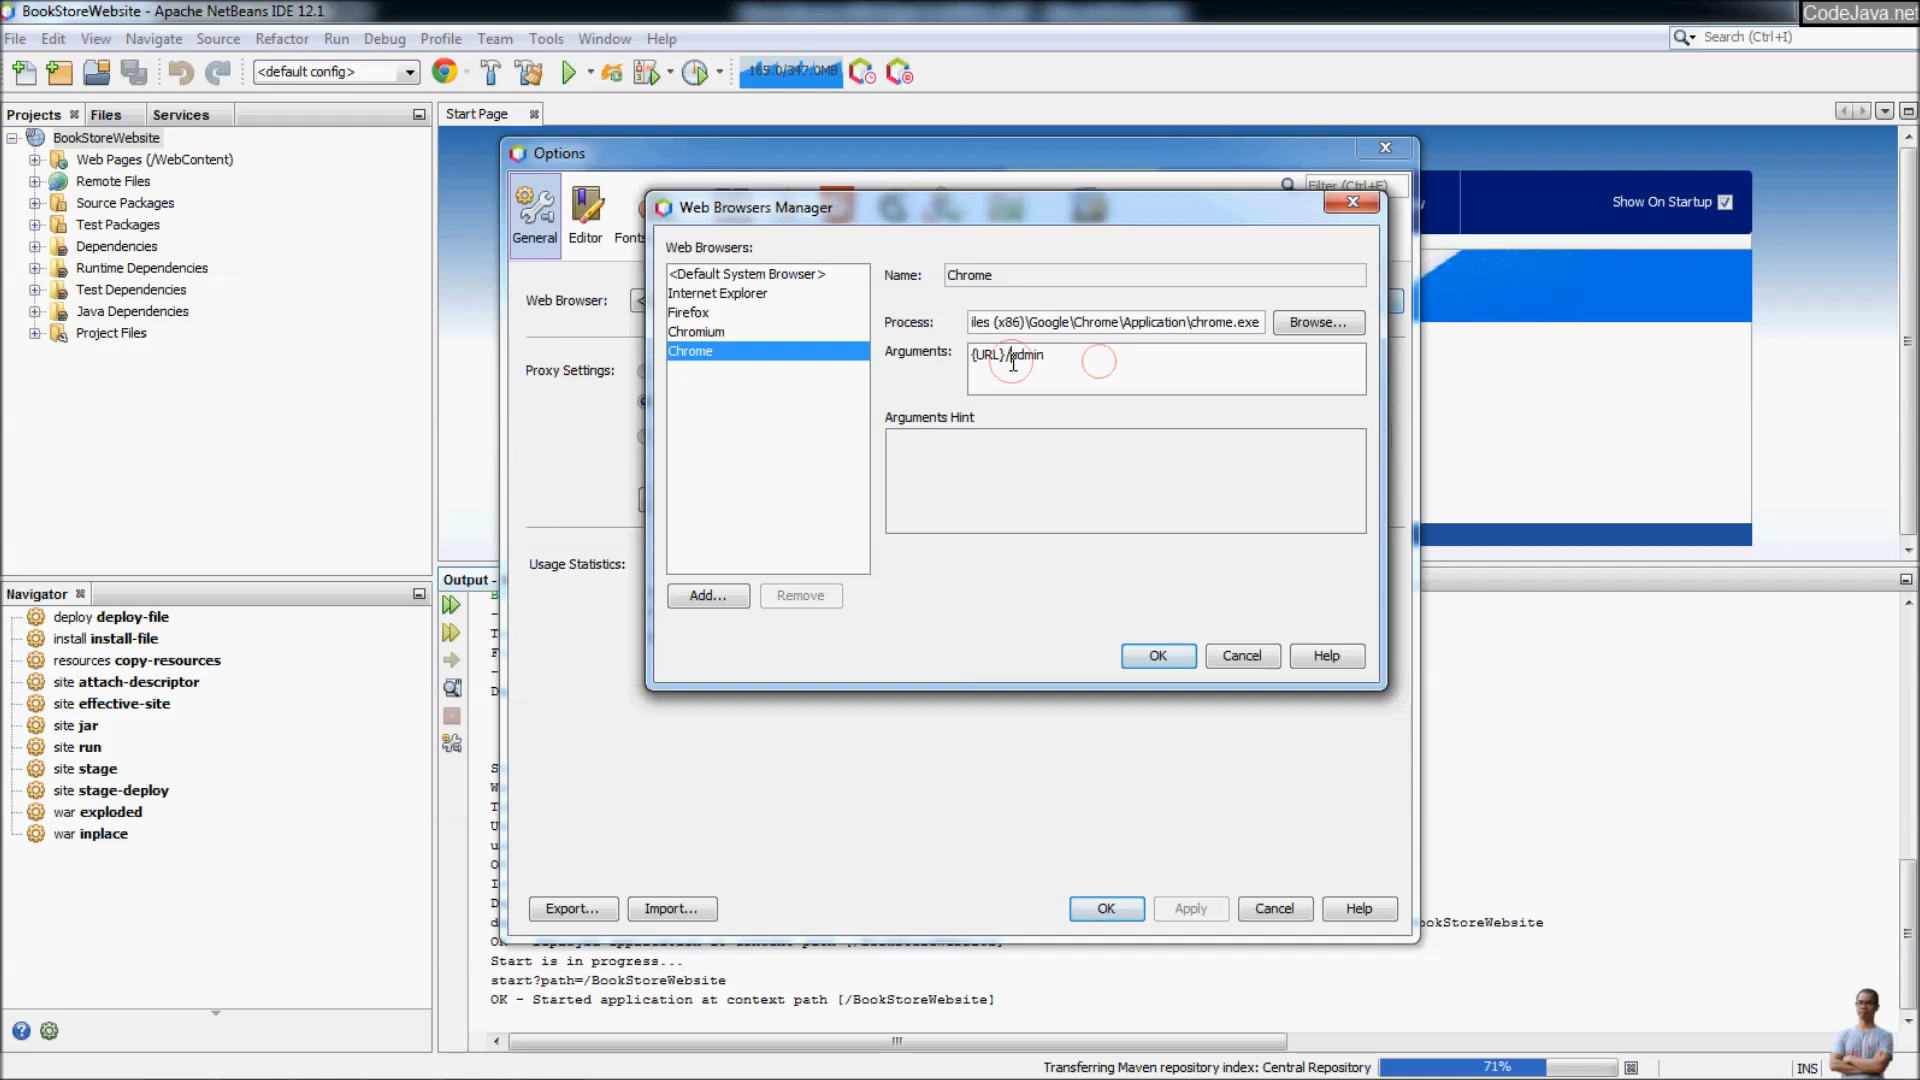 BookStoreWebsite - Apache NetBeans IDE 12.1
CodeJava.net
File Edit View Navigate Source Refactor Run Debug Profile Team Tools Window Help
Search (Ctrl+I)
<default config>
165.0/347.0MB
Projects Files Services
Start Page
BookStoreWebsite
Web Pages (/WebContent)
Remote Files
Source Packages
Test Packages
Dependencies
Runtime Dependencies
Test Dependencies
Java Dependencies
Project Files
Options
Filter (Ctrl+F)
General Editor Fonts
Show On Startup
Web Browser:
Proxy Settings:
Usage Statistics:
Web Browsers Manager
Web Browsers:
<Default System Browser>
Internet Explorer
Firefox
Chromium
Chrome
Name: Chrome
Process: iles (x86)\Google\Chrome\Application\chrome.exe Browse...
Arguments: {URL}/admin
Arguments Hint
Add... Remove
OK Cancel Help
Export... Import... OK Apply Cancel Help
Navigator
deploy deploy-file
install install-file
resources copy-resources
site attach-descriptor
site effective-site
site jar
site run
site stage
site stage-deploy
war exploded
war inplace
Output -
ookStoreWebsite
Start is in progress...
start?path=/BookStoreWebsite
OK - Started application at context path [/BookStoreWebsite]
Transferring Maven repository index: Central Repository 71% INS